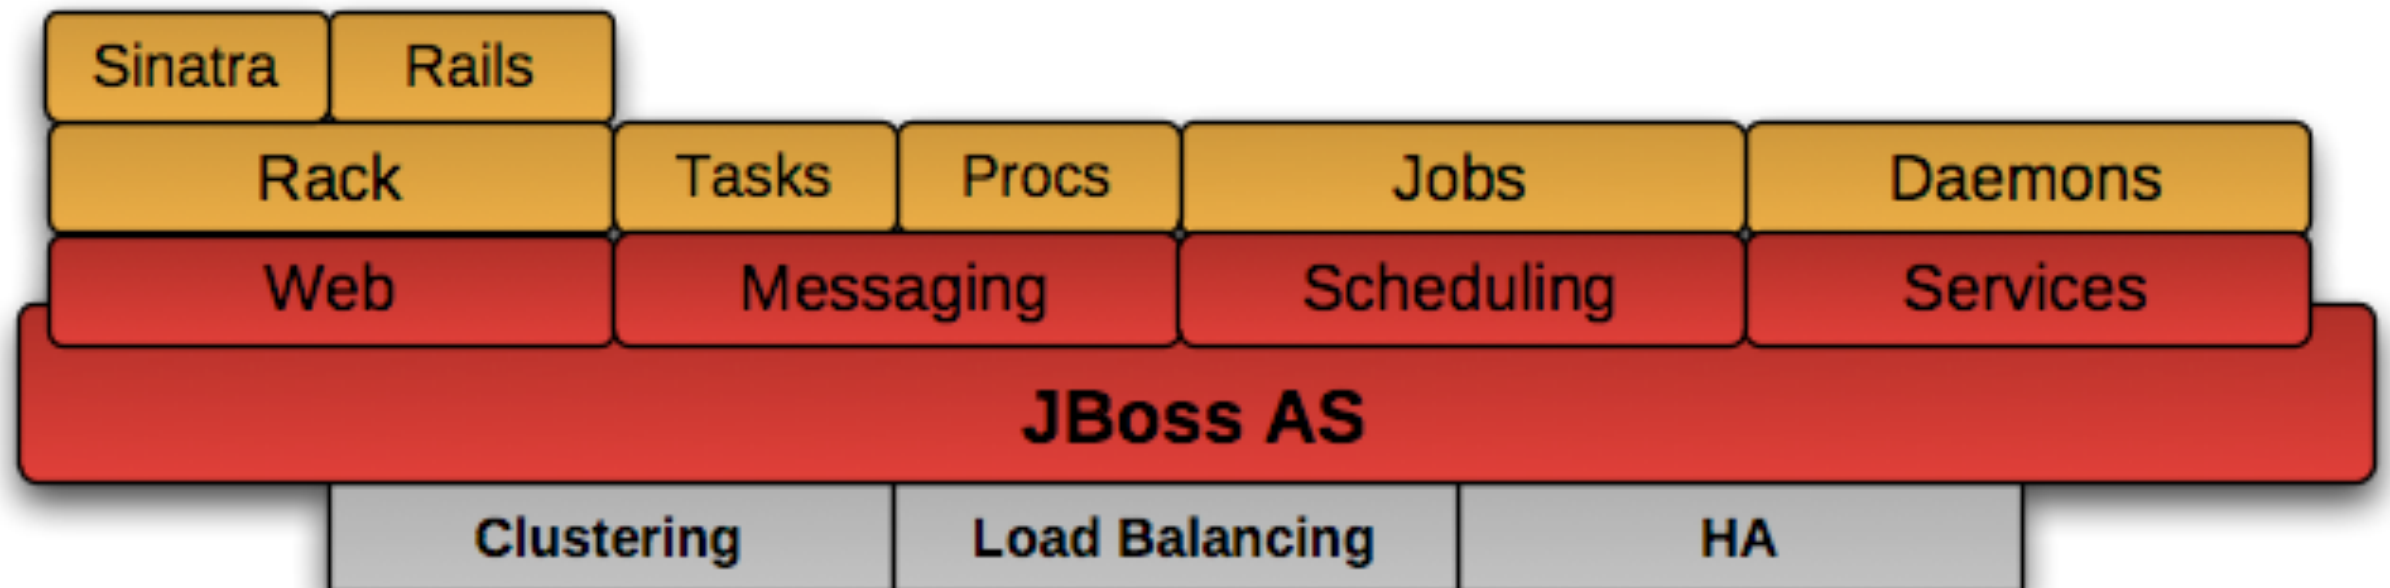 Sinatra Rails
Rack Tasks Procs Jobs Daemons
Web Messaging Scheduling Services
JBoss AS
Clustering Load Balancing HA